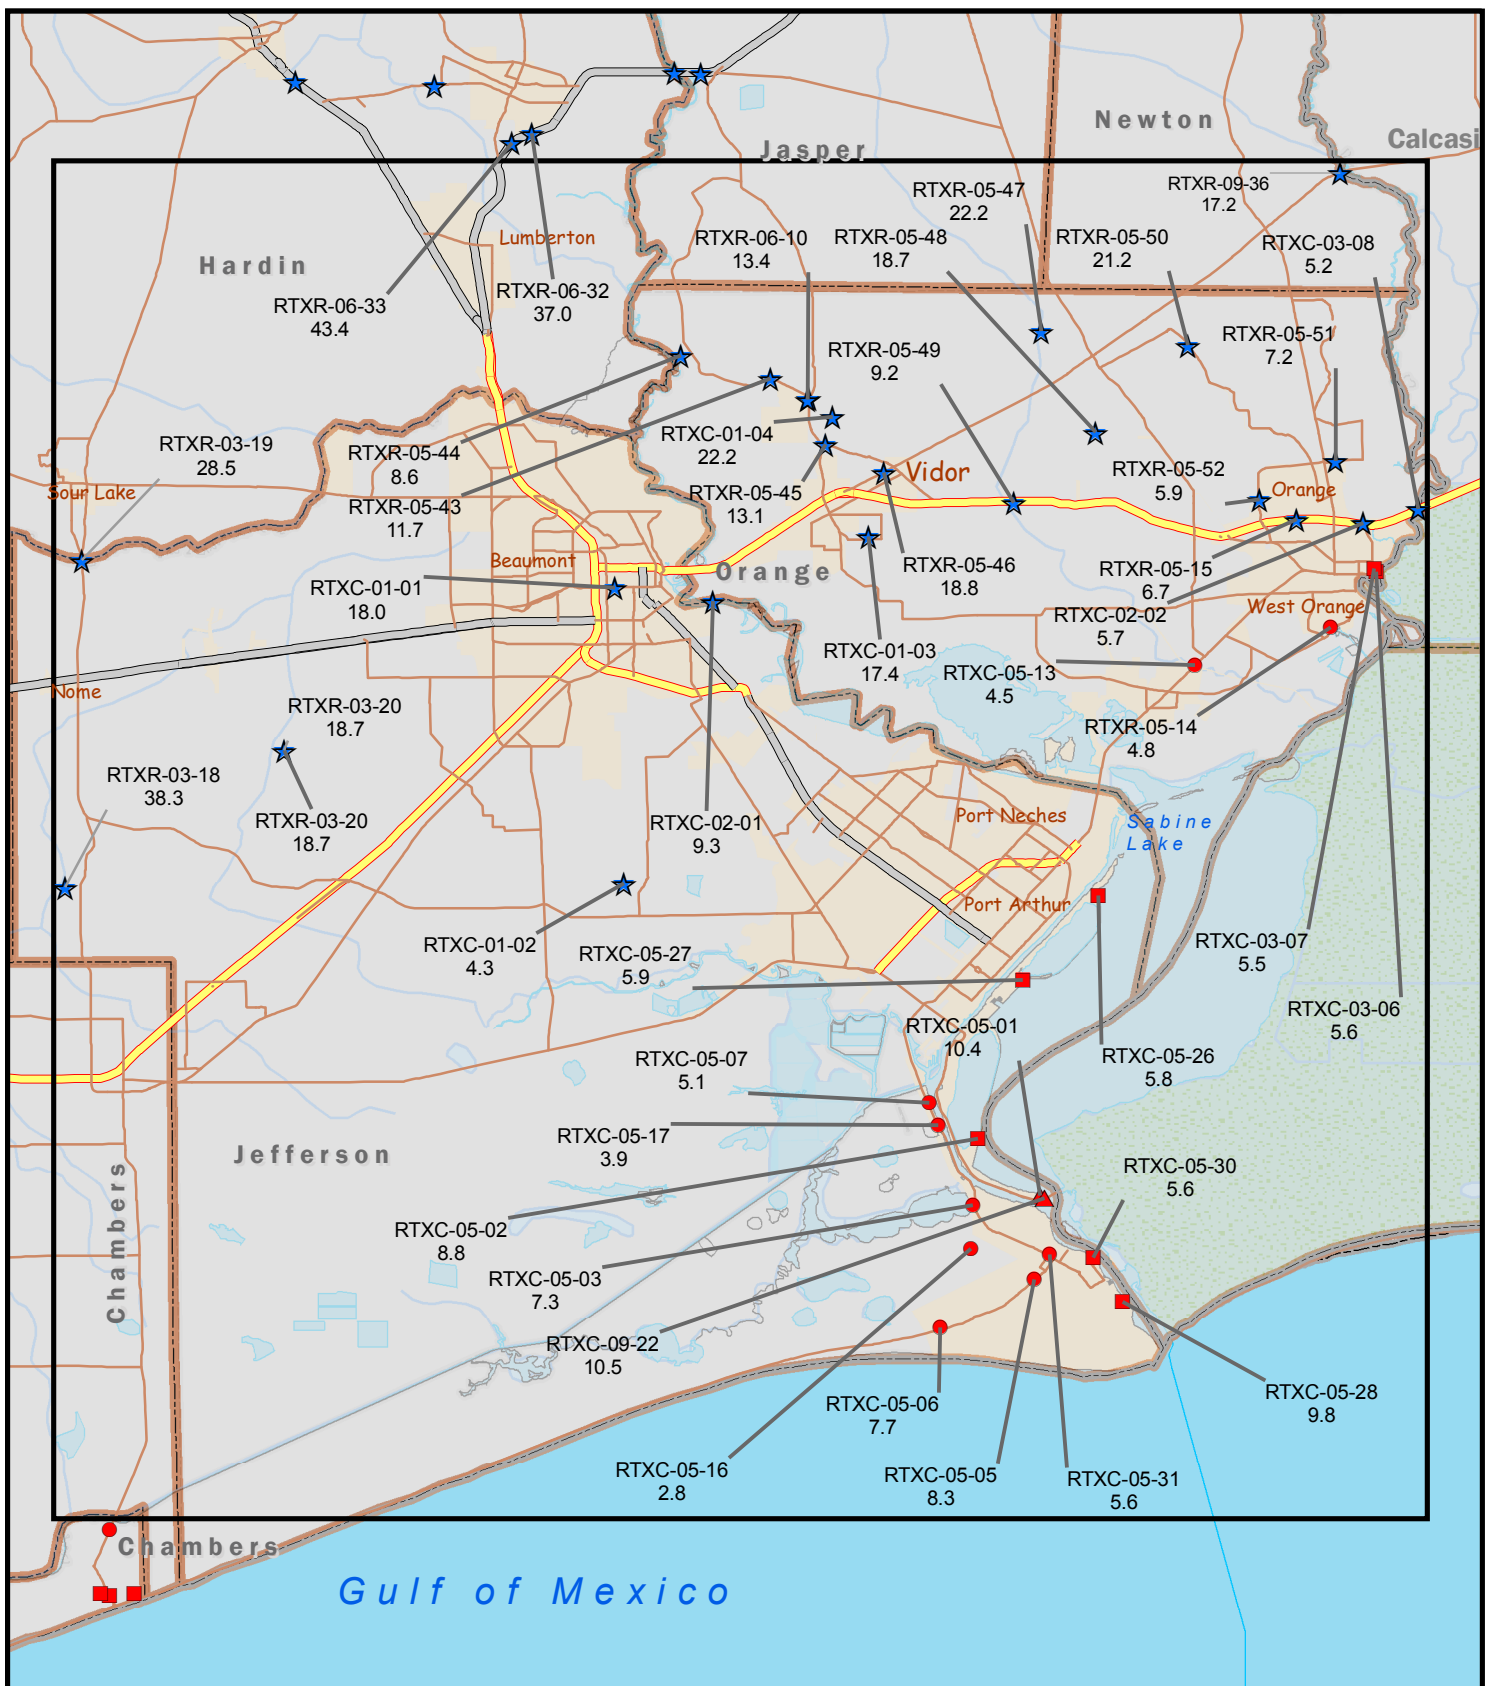 Newton
Calcasi
Jasper
RTXR-05-47
22.2
RTXR-09-36
17.2
Lumberton
RTXR-06-10
13.4
RTXR-05-48
18.7
RTXR-05-50
21.2
RTXC-03-08
5.2
Hardin
RTXR-06-33
43.4
RTXR-06-32
37.0
RTXR-05-49
9.2
RTXR-05-51
7.2
RTXR-03-19
28.5
RTXR-05-44
8.6
RTXC-01-04
22.2
Vidor
RTXR-05-52
5.9
Orange
Sour Lake
RTXR-05-43
11.7
RTXR-05-45
13.1
Beaumont
Orange
RTXR-05-46
18.8
RTXR-05-15
6.7
RTXC-01-01
18.0
RTXC-02-02
5.7
West Orange
RTXC-01-03
17.4
RTXC-05-13
4.5
Nome
RTXR-03-20
18.7
RTXR-05-14
4.8
RTXR-03-18
38.3
RTXR-03-20
18.7
RTXC-02-01
9.3
Port Neches
Sabine
Lake
Port Arthur
RTXC-01-02
4.3
RTXC-05-27
5.9
RTXC-03-07
5.5
RTXC-03-06
5.6
RTXC-05-01
10.4
RTXC-05-26
5.8
RTXC-05-07
5.1
RTXC-05-17
3.9
Jefferson
Chambers
RTXC-05-30
5.6
RTXC-05-02
8.8
RTXC-05-03
7.3
RTXC-09-22
10.5
RTXC-05-06
7.7
RTXC-05-28
9.8
RTXC-05-16
2.8
RTXC-05-05
8.3
RTXC-05-31
5.6
Chambers
Gulf of Mexico